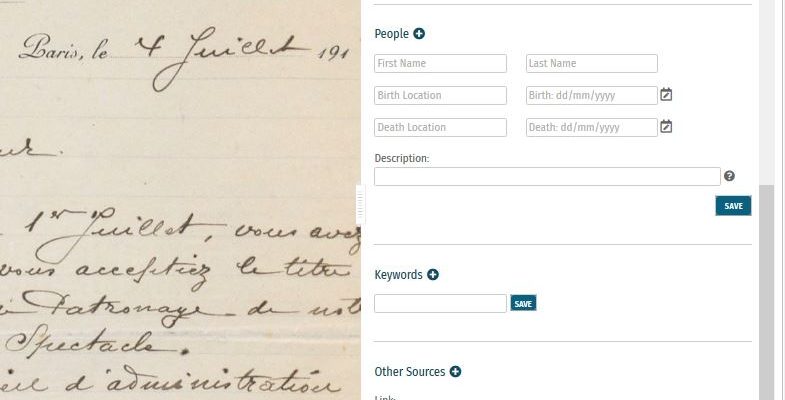 Paris, le 4 Juillet 191
ur.
1er Juillet, vous avez
vous acceptiez le titre
Patronage de not
Spectacle.
eil d'administration
People
First Name
Last Name
Birth Location
Birth: dd/mm/yyyy
Death Location
Death: dd/mm/yyyy
Description:
SAVE
Keywords
SAVE
Other Sources
Link: